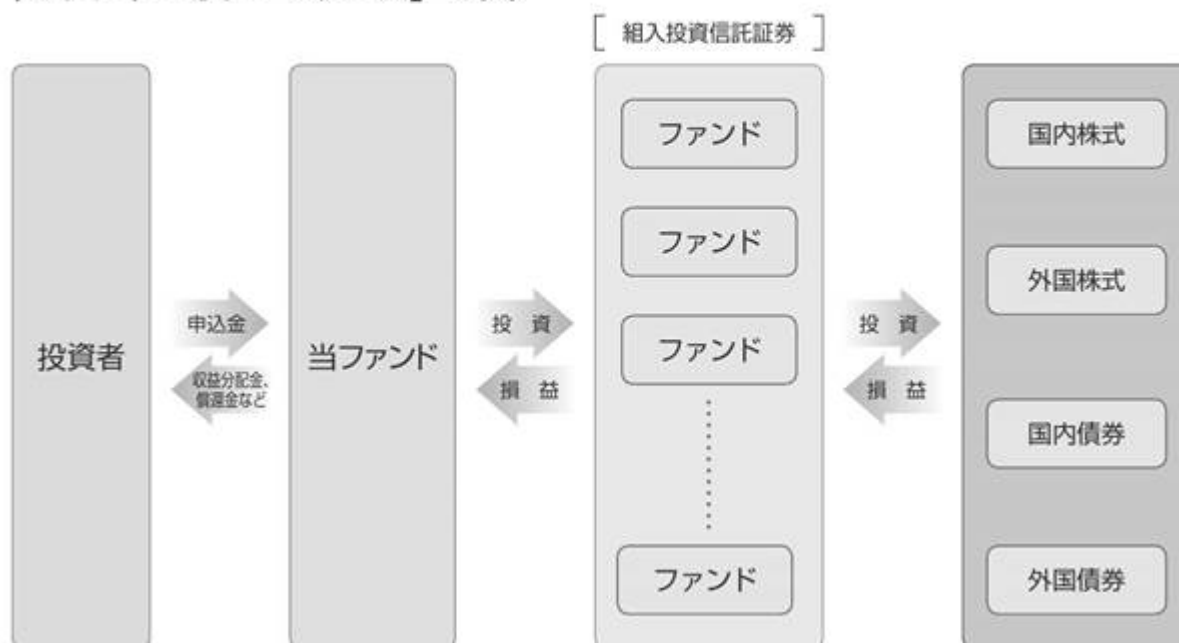 [ 組入投資信託証券 ]
投資者
申込金
収益分配金、
償還金など
当ファンド
投 資
損 益
ファンド
ファンド
ファンド
ファンド
投 資
損 益
国内株式
外国株式
国内債券
外国債券